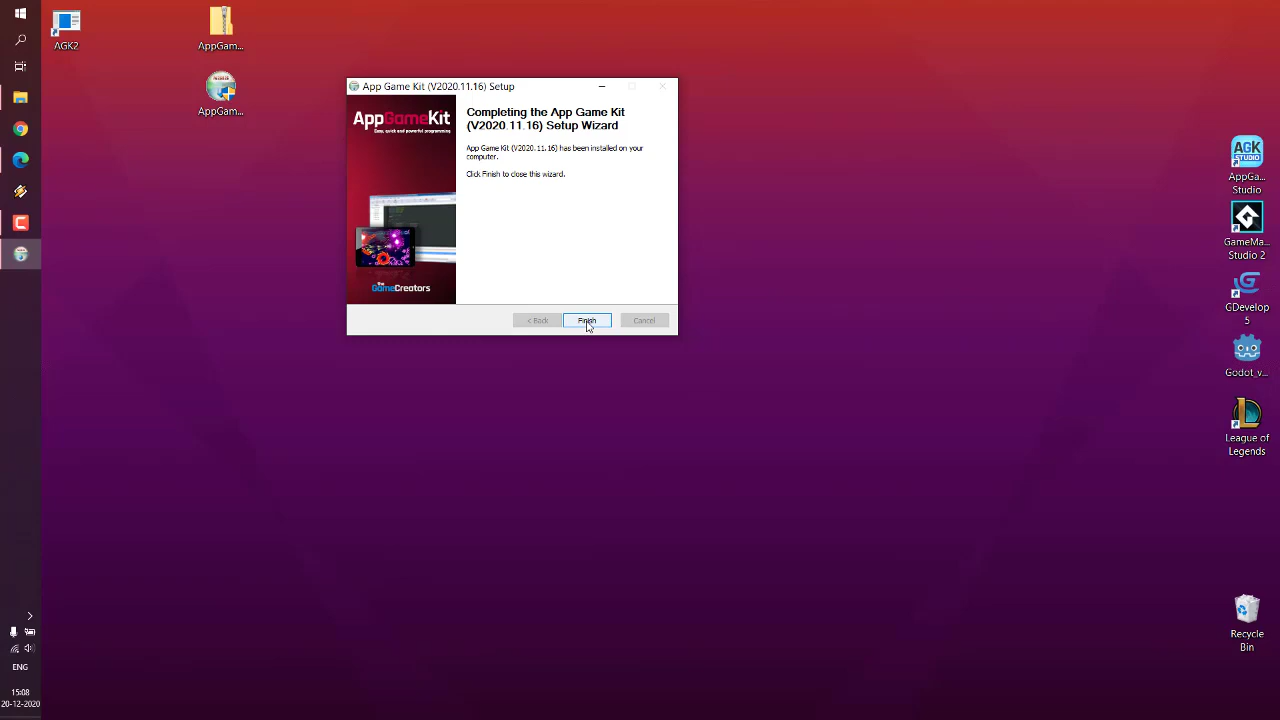 AGK2
AppGam...
AppGam...
App Game Kit (V2020.11.16) Setup
AppGameKit
Easy, quick and powerful programming
the
GameCreators
Completing the App Game Kit
(V2020.11.16) Setup Wizard
App Game Kit (V2020.11.16) has been installed on your
computer.
Click Finish to close this wizard.
< Back
Finish
Cancel
AGK
STUDIO
AppGa...
Studio
GameMa...
Studio 2
GDevelop
5
Godot_v...
League of
Legends
Recycle
Bin
ENG
15:08
20-12-2020